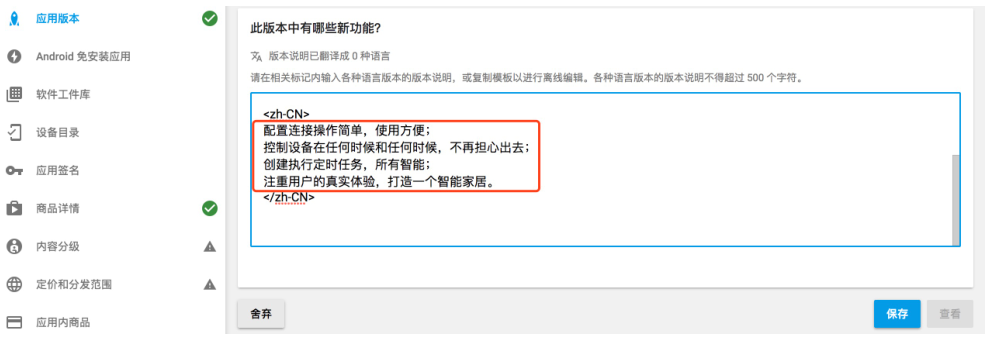 应用版本
Android 免安装应用
软件工件库
设备目录
应用签名
商品详情
内容分级
定价和分发范围
应用内商品
此版本中有哪些新功能?
版本说明已翻译成 0 种语言
请在相关标记内输入各种语言版本的版本说明，或复制模板以进行离线编辑。各种语言版本的版本说明不得超过 500 个字符。
<zh-CN>
配置连接操作简单，使用方便；
控制设备在任何时候和任何时候，不再担心出去；
创建执行定时任务，所有智能；
注重用户的真实体验，打造一个智能家居。
</zh-CN>
舍弃
保存
查看